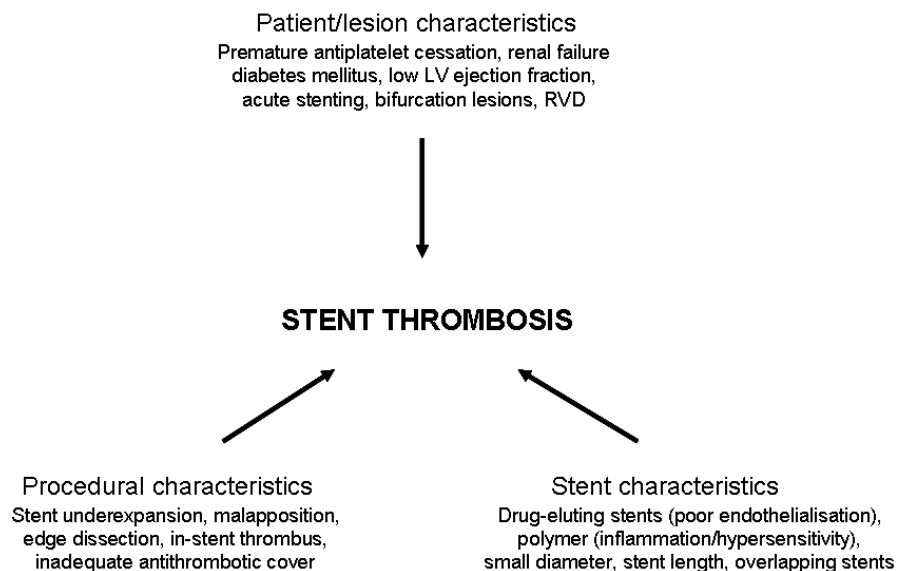 Patient/lesion characteristics
Premature antiplatelet cessation, renal failure
diabetes mellitus, low LV ejection fraction,
acute stenting, bifurcation lesions, RVD
STENT THROMBOSIS
Procedural characteristics
Stent underexpansion, malapposition,
edge dissection, in-stent thrombus,
inadequate antithrombotic cover
Stent characteristics
Drug-eluting stents (poor endothelialisation),
polymer (inflammation/hypersensitivity),
small diameter, stent length, overlapping stents